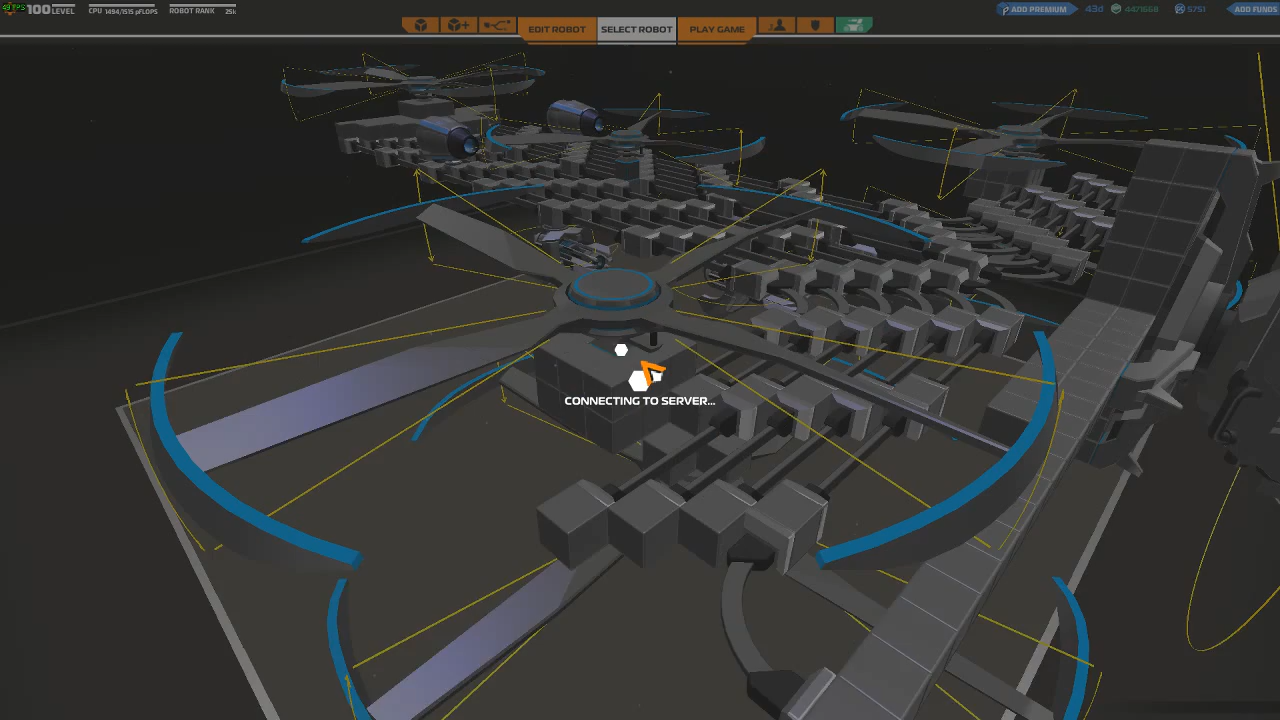 100 LEVEL
CPU 1494/1515 pFLOPS
ROBOT RANK 25k
EDIT ROBOT
SELECT ROBOT
PLAY GAME
ADD PREMIUM
43d
4471668
5751
ADD FUNDS
CONNECTING TO SERVER...